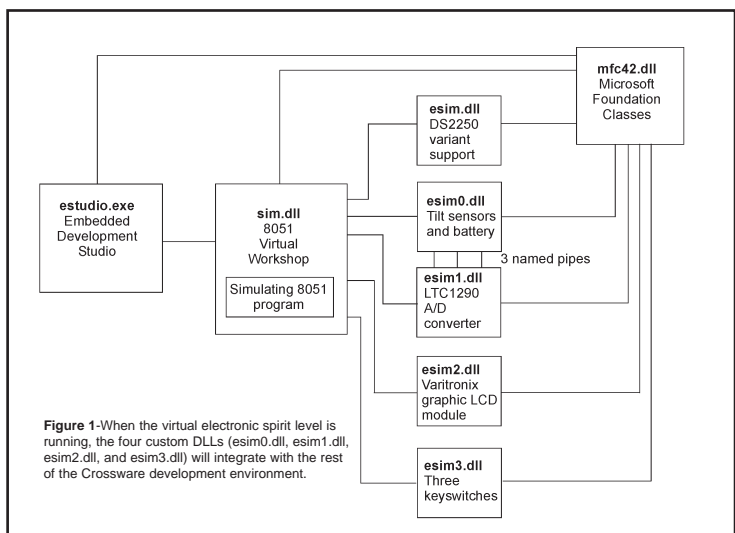 mfc42.dll
Microsoft
Foundation
Classes
esim.dll
DS2250
variant
support
estudio.exe
Embedded
Development
Studio
sim.dll
8051
Virtual
Workshop
Simulating 8051
program
esim0.dll
Tilt sensors
and battery
3 named pipes
esim1.dll
LTC1290
A/D
converter
esim2.dll
Varitronix
graphic LCD
module
esim3.dll
Three
keyswitches
Figure 1-When the virtual electronic spirit level is
running, the four custom DLLs (esim0.dll, esim1.dll,
esim2.dll, and esim3.dll) will integrate with the rest
of the Crossware development environment.